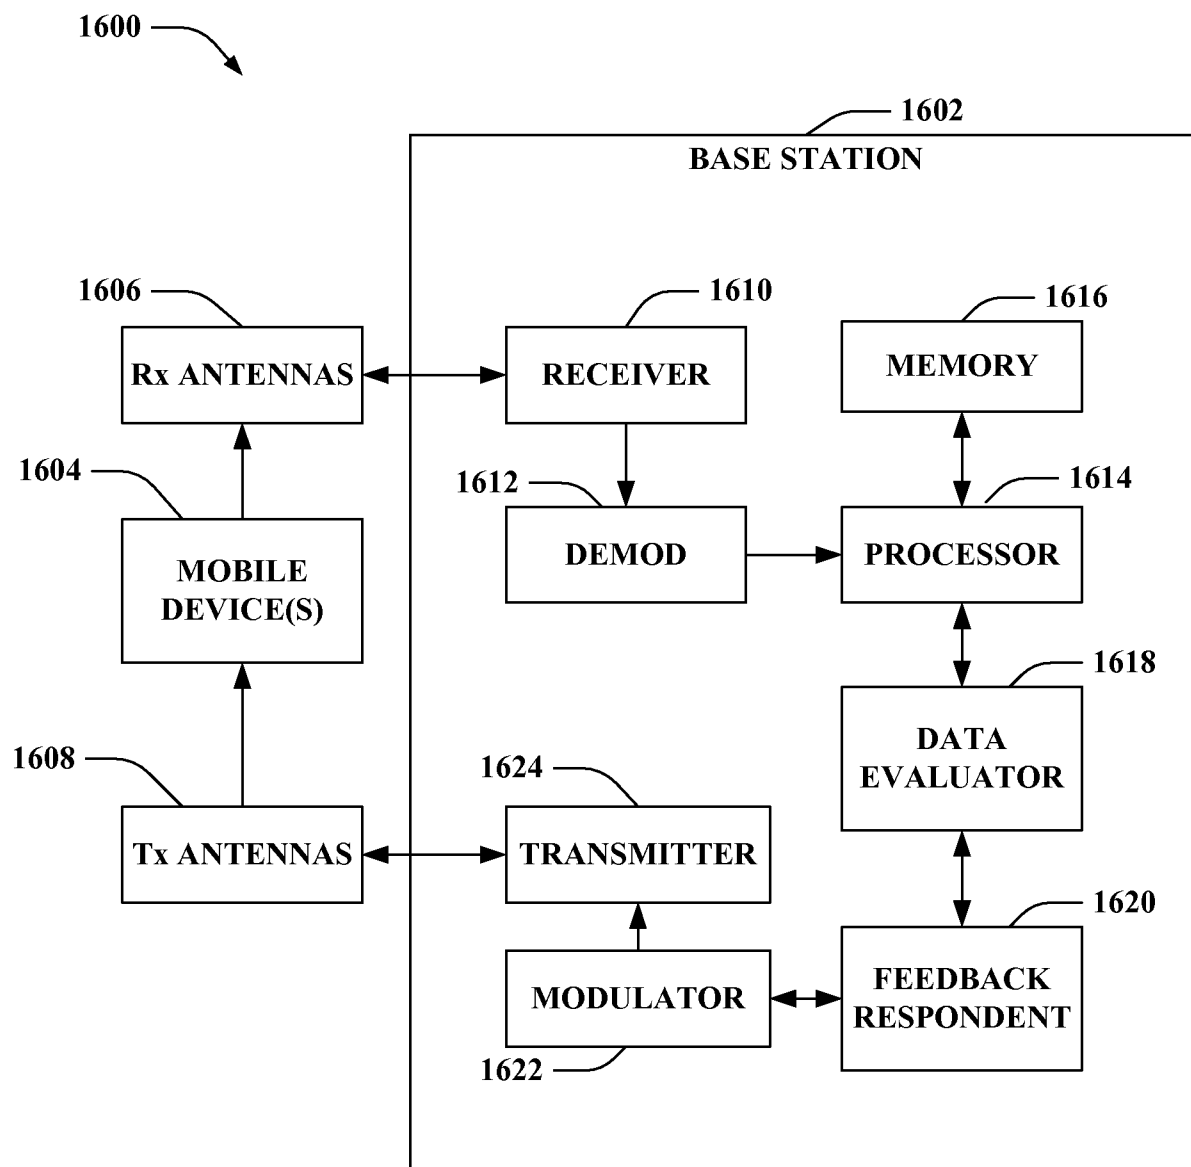 1600
1602
BASE STATION
1606
Rx ANTENNAS
1610
RECEIVER
1616
MEMORY
1604
MOBILE
DEVICE(S)
1612
DEMOD
1614
PROCESSOR
1618
DATA
EVALUATOR
1608
Tx ANTENNAS
1624
TRANSMITTER
1620
FEEDBACK
RESPONDENT
MODULATOR
1622